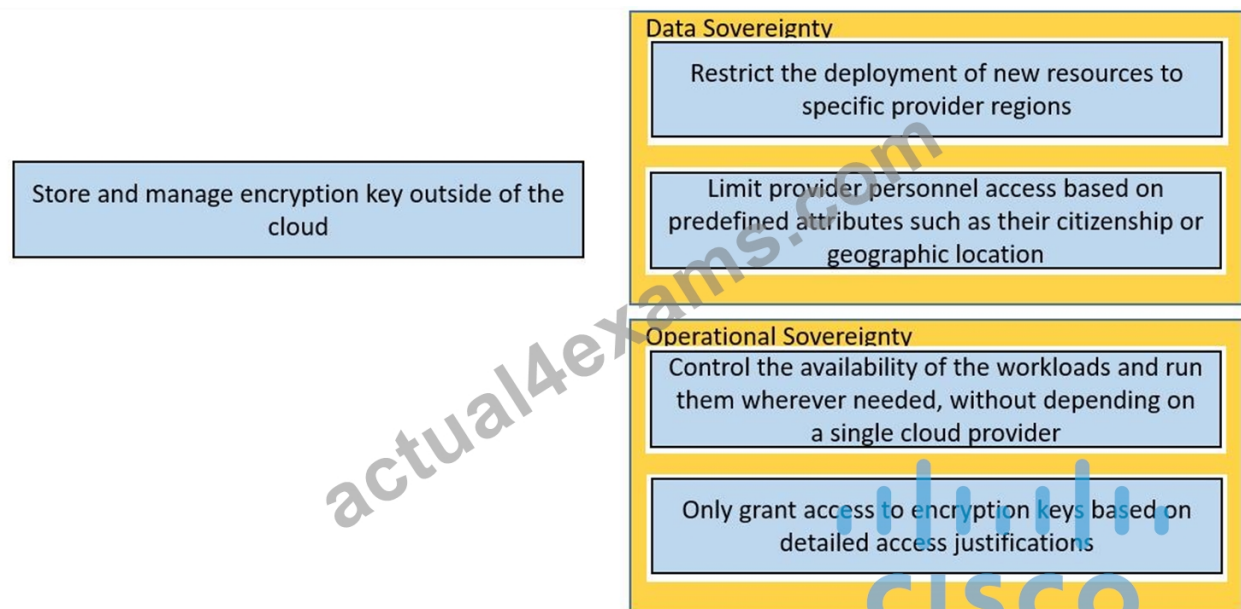 Data Sovereignty
Restrict the deployment of new resources to
specific provider regions
Store and manage encryption key outside of the
cloud
Limit provider personnel access based on
predefined attributes such as their citizenship or
geographic location
Operational Sovereignty
Control the availability of the workloads and run
them wherever needed, without depending on
a single cloud provider
Only grant access to encryption keys based on
detailed access justifications
actual4exams.com
CISCO